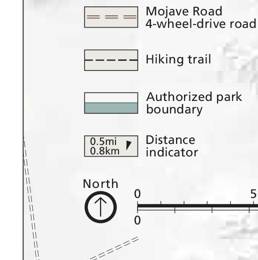 Mojave Road
4-wheel-drive road
Hiking trail
Authorized park
boundary
0.5mi
0.8km
Distance
indicator
North
0
5
0